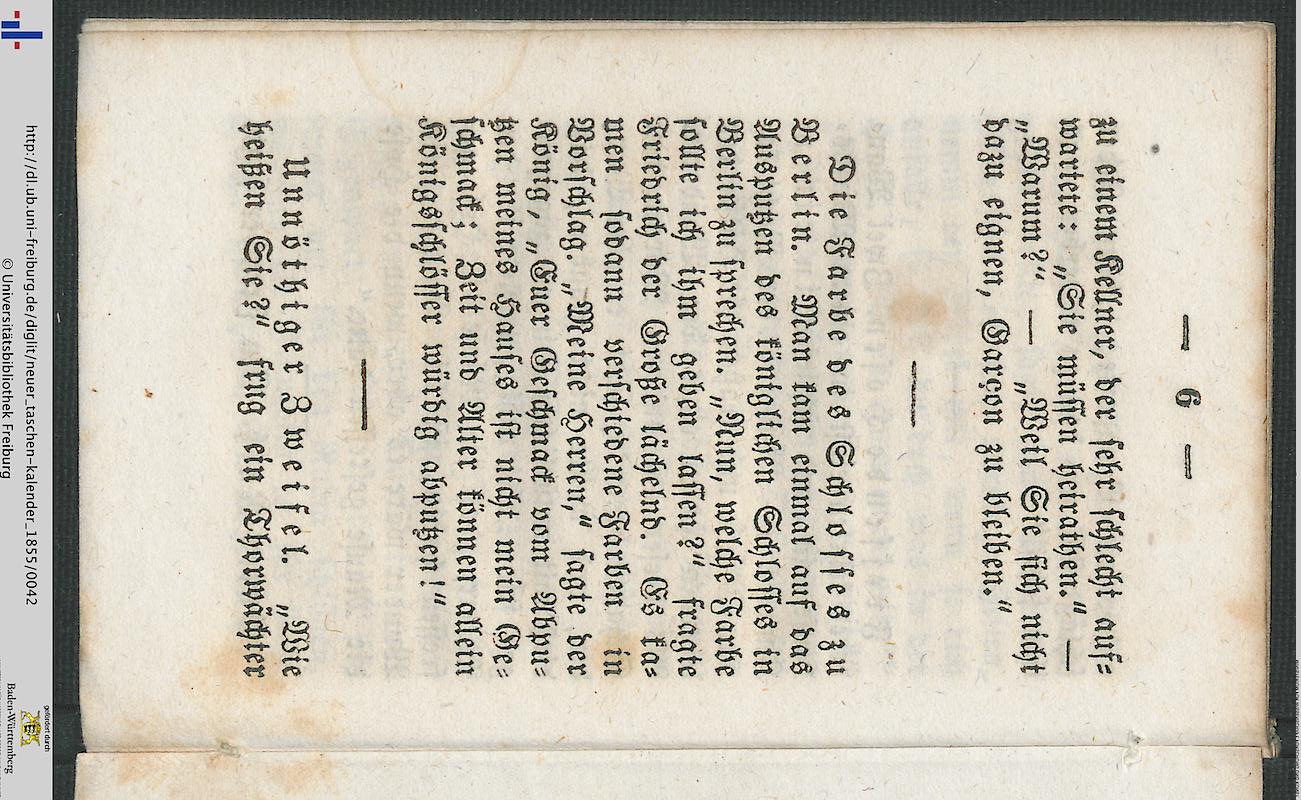 — 6 —
zu einem Kellner, der sehr schlecht auf=
wartete: „Sie müssen heirathen.“ —
„Warum?“ — „Weil Sie sich nicht
dazu eignen, Garçon zu bleiben.“
Die Farbe des Schlosses zu
Berlin. Man kam einmal auf das
Ausputzen des königlichen Schlosses in
Berlin zu sprechen. „Nun, welche Farbe
sollte ich ihm geben lassen?“ fragte
Friedrich der Große lächelnd. Es ka=
men sodann verschiedene Farben in
Vorschlag. „Meine Herren,“ sagte der
König, „Euer Geschmack vom Abpu=
tzen meines Hauses ist nicht mein Ge=
schmack; Zeit und Alter können allein
Königsschlösser würdig abputzen!“
Unnöthiger Zweifel. „Wie
heißen Sie?“ frug ein Thorwächter
http://dl.ub.uni-freiburg.de/diglit/neuer_taschen-kalender_1855/0042
© Universitätsbibliothek Freiburg
gefördert durch
Baden-Württemberg